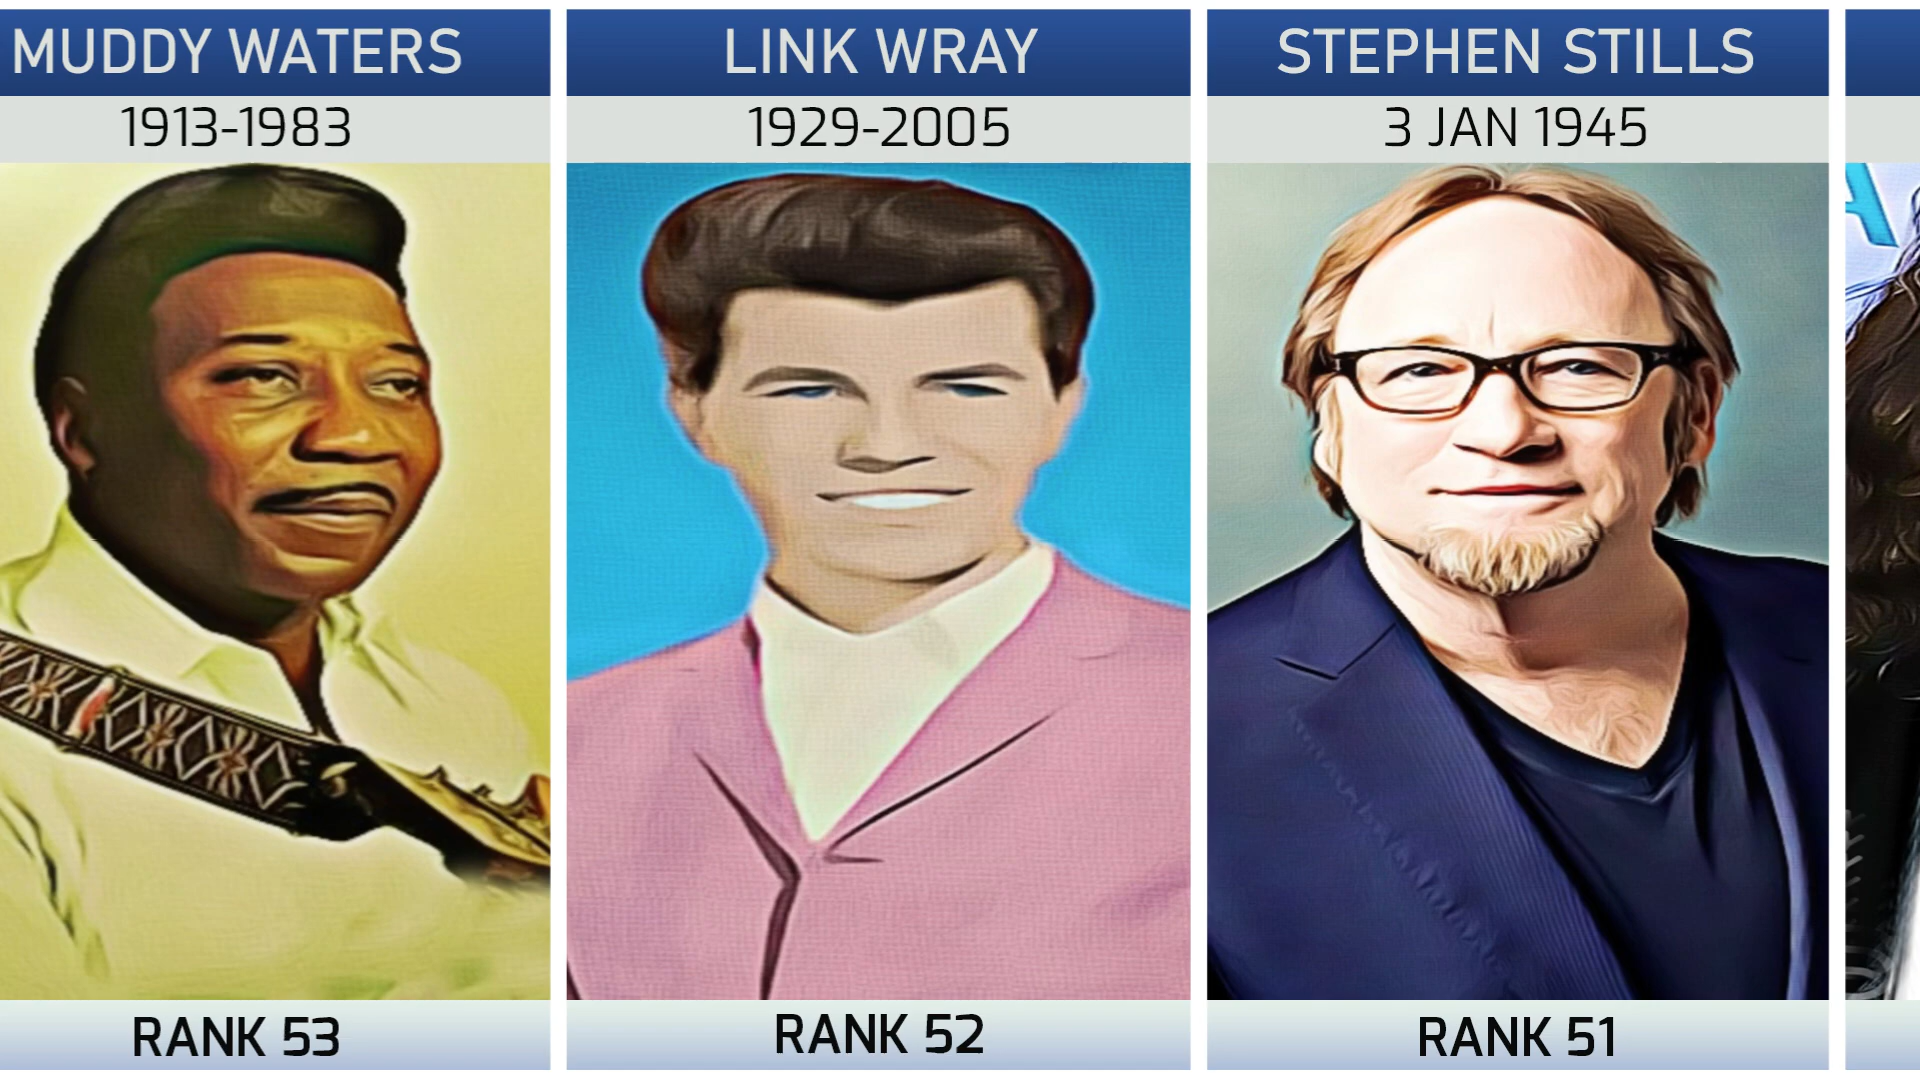 MUDDY WATERS
1913-1983
RANK 53
LINK WRAY
1929-2005
RANK 52
STEPHEN STILLS
3 JAN 1945
RANK 51
A